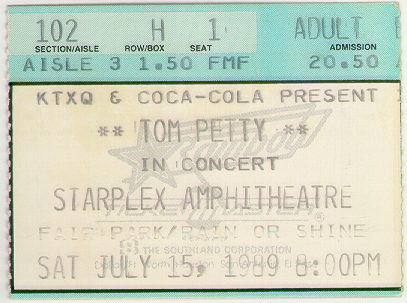 102 H 1 ADULT
SECTION/AISLE ROW/BOX SEAT ADMISSION
AISLE 3 1.50 FMF 20.50
KTXQ & COCA-COLA PRESENT
** TOM PETTY **
IN CONCERT
STARPLEX AMPHITHEATRE
FAIR PARK/RAIN OR SHINE
THE SOUTHLAND CORPORATION
SAT JULY 15, 1989 8:00PM